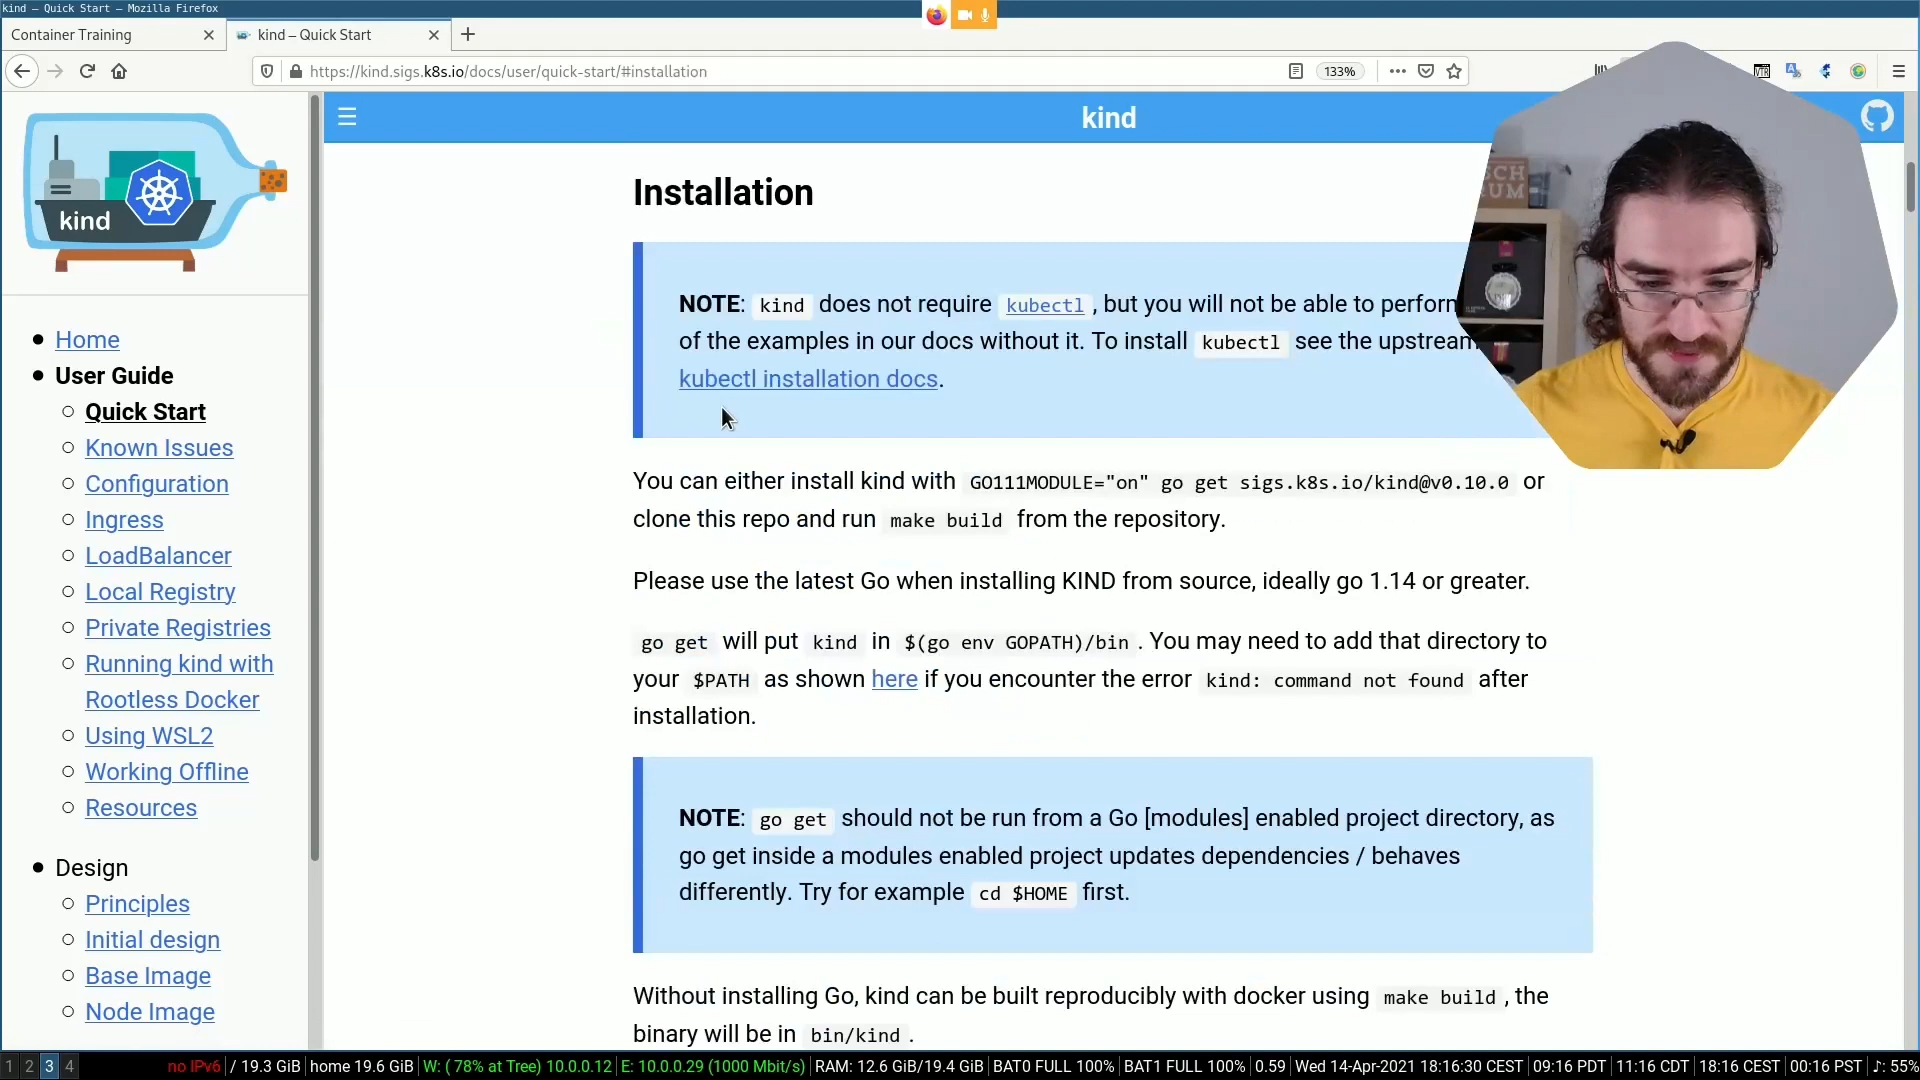 kind – Quick Start – Mozilla Firefox
Container Training
kind – Quick Start
https://kind.sigs.k8s.io/docs/user/quick-start/#installation
133%
kind
kind
Home
User Guide
Quick Start
Known Issues
Configuration
Ingress
LoadBalancer
Local Registry
Private Registries
Running kind with
Rootless Docker
Using WSL2
Working Offline
Resources
Design
Principles
Initial design
Base Image
Node Image
Installation
NOTE: kind does not require kubectl , but you will not be able to perform
of the examples in our docs without it. To install kubectl see the upstream
kubectl installation docs.
You can either install kind with GO111MODULE="on" go get sigs.k8s.io/kind@v0.10.0 or
clone this repo and run make build from the repository.
Please use the latest Go when installing KIND from source, ideally go 1.14 or greater.
go get will put kind in $(go env GOPATH)/bin . You may need to add that directory to
your $PATH as shown here if you encounter the error kind: command not found after
installation.
NOTE: go get should not be run from a Go [modules] enabled project directory, as
go get inside a modules enabled project updates dependencies / behaves
differently. Try for example cd $HOME first.
Without installing Go, kind can be built reproducibly with docker using make build , the
binary will be in bin/kind .
1 2 3 4
no IPv6 / 19.3 GiB home 19.6 GiB W: ( 78% at Tree) 10.0.0.12 E: 10.0.0.29 (1000 Mbit/s) RAM: 12.6 GiB/19.4 GiB BAT0 FULL 100% BAT1 FULL 100% 0.59 Wed 14-Apr-2021 18:16:30 CEST 09:16 PDT 11:16 CDT 18:16 CEST 00:16 PST ♪: 55%